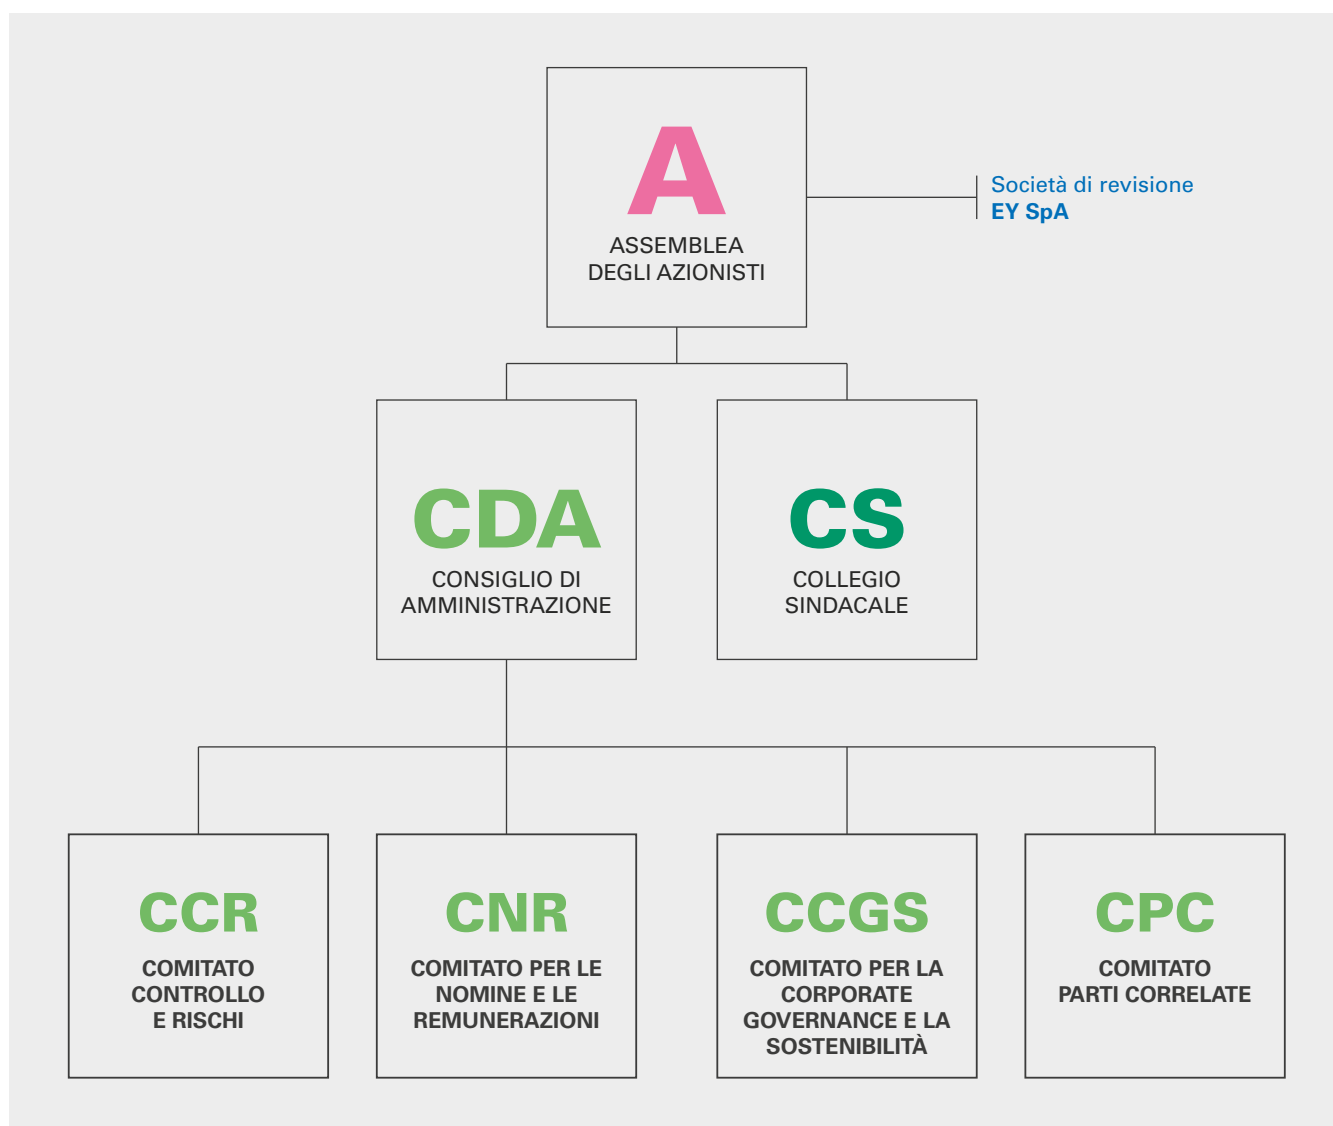 A
ASSEMBLEA
DEGLI AZIONISTI
Società di revisione
EY SpA
CDA
CONSIGLIO DI
AMMINISTRAZIONE
CS
COLLEGIO
SINDACALE
CCR
COMITATO
CONTROLLO
E RISCHI
CNR
COMITATO PER LE
NOMINE E LE
REMUNERAZIONI
CCGS
COMITATO PER LA
CORPORATE
GOVERNANCE E LA
SOSTENIBILITÀ
CPC
COMITATO
PARTI CORRELATE